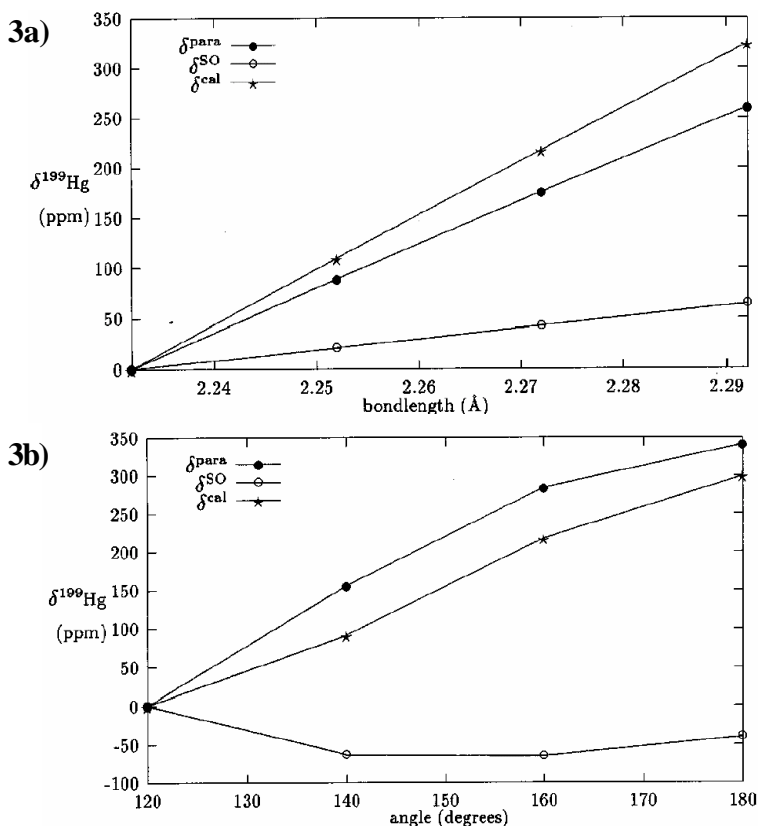 3a)
350
300
250
200
150
100
50
0
δ¹⁹⁹Hg
(ppm)
δᵖᵃʳᵃ
δˢᴼ
δᶜᵃˡ
2.24 2.25 2.26 2.27 2.28 2.29
bondlength (Å)
3b)
350
300
250
200
150
100
50
0
-50
-100
δ¹⁹⁹Hg
(ppm)
δᵖᵃʳᵃ
δˢᴼ
δᶜᵃˡ
120 130 140 150 160 170 180
angle (degrees)